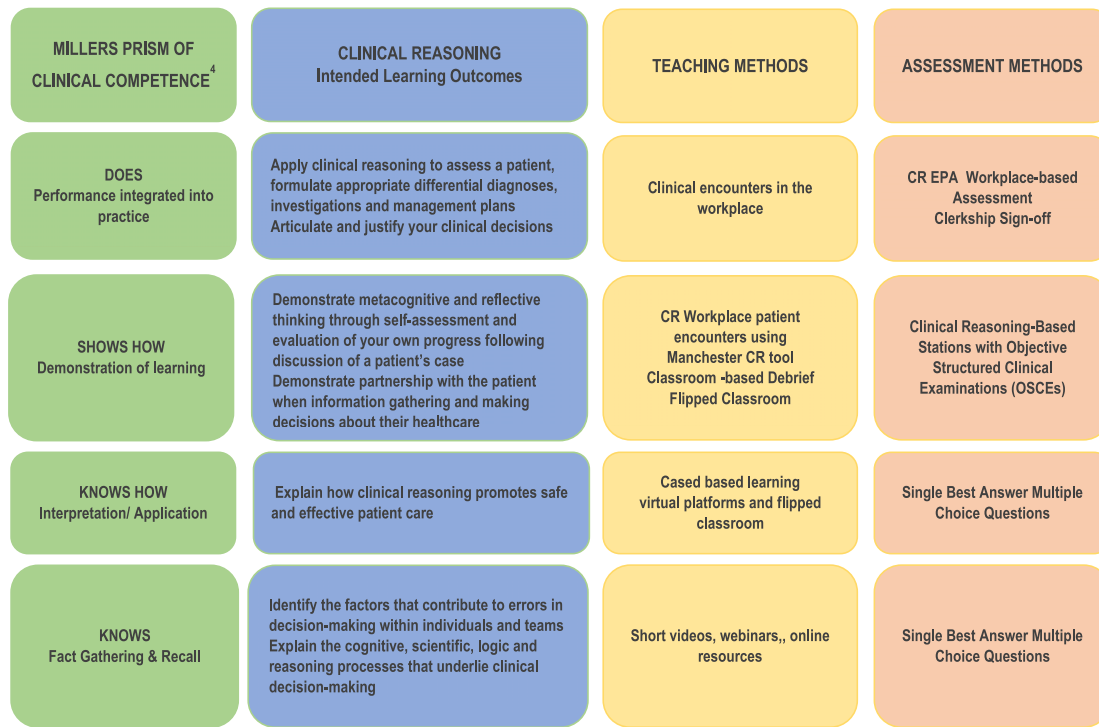 MILLERS PRISM OF
CLINICAL COMPETENCE4
CLINICAL REASONING
Intended Learning Outcomes
TEACHING METHODS
ASSESSMENT METHODS
DOES
Performance integrated into
practice
Apply clinical reasoning to assess a patient,
formulate appropriate differential diagnoses,
investigations and management plans
Articulate and justify your clinical decisions
Clinical encounters in the
workplace
CR EPA Workplace-based
Assessment
Clerkship Sign-off
SHOWS HOW
Demonstration of learning
Demonstrate metacognitive and reflective
thinking through self-assessment and
evaluation of your own progress following
discussion of a patient's case
Demonstrate partnership with the patient
when information gathering and making
decisions about their healthcare
CR Workplace patient
encounters using
Manchester CR tool
Classroom -based Debrief
Flipped Classroom
Clinical Reasoning-Based
Stations with Objective
Structured Clinical
Examinations (OSCEs)
KNOWS HOW
Interpretation/ Application
Explain how clinical reasoning promotes safe
and effective patient care
Cased based learning
virtual platforms and flipped
classroom
Single Best Answer Multiple
Choice Questions
KNOWS
Fact Gathering & Recall
Identify the factors that contribute to errors in
decision-making within individuals and teams
Explain the cognitive, scientific, logic and
reasoning processes that underlie clinical
decision-making
Short videos, webinars,, online
resources
Single Best Answer Multiple
Choice Questions